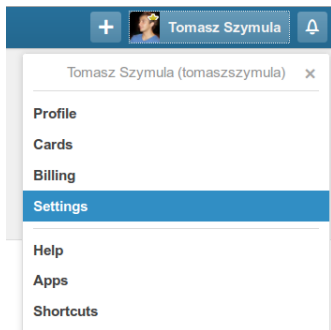 Tomasz Szymula
Tomasz Szymula (tomaszszymula)
Profile
Cards
Billing
Settings
Help
Apps
Shortcuts